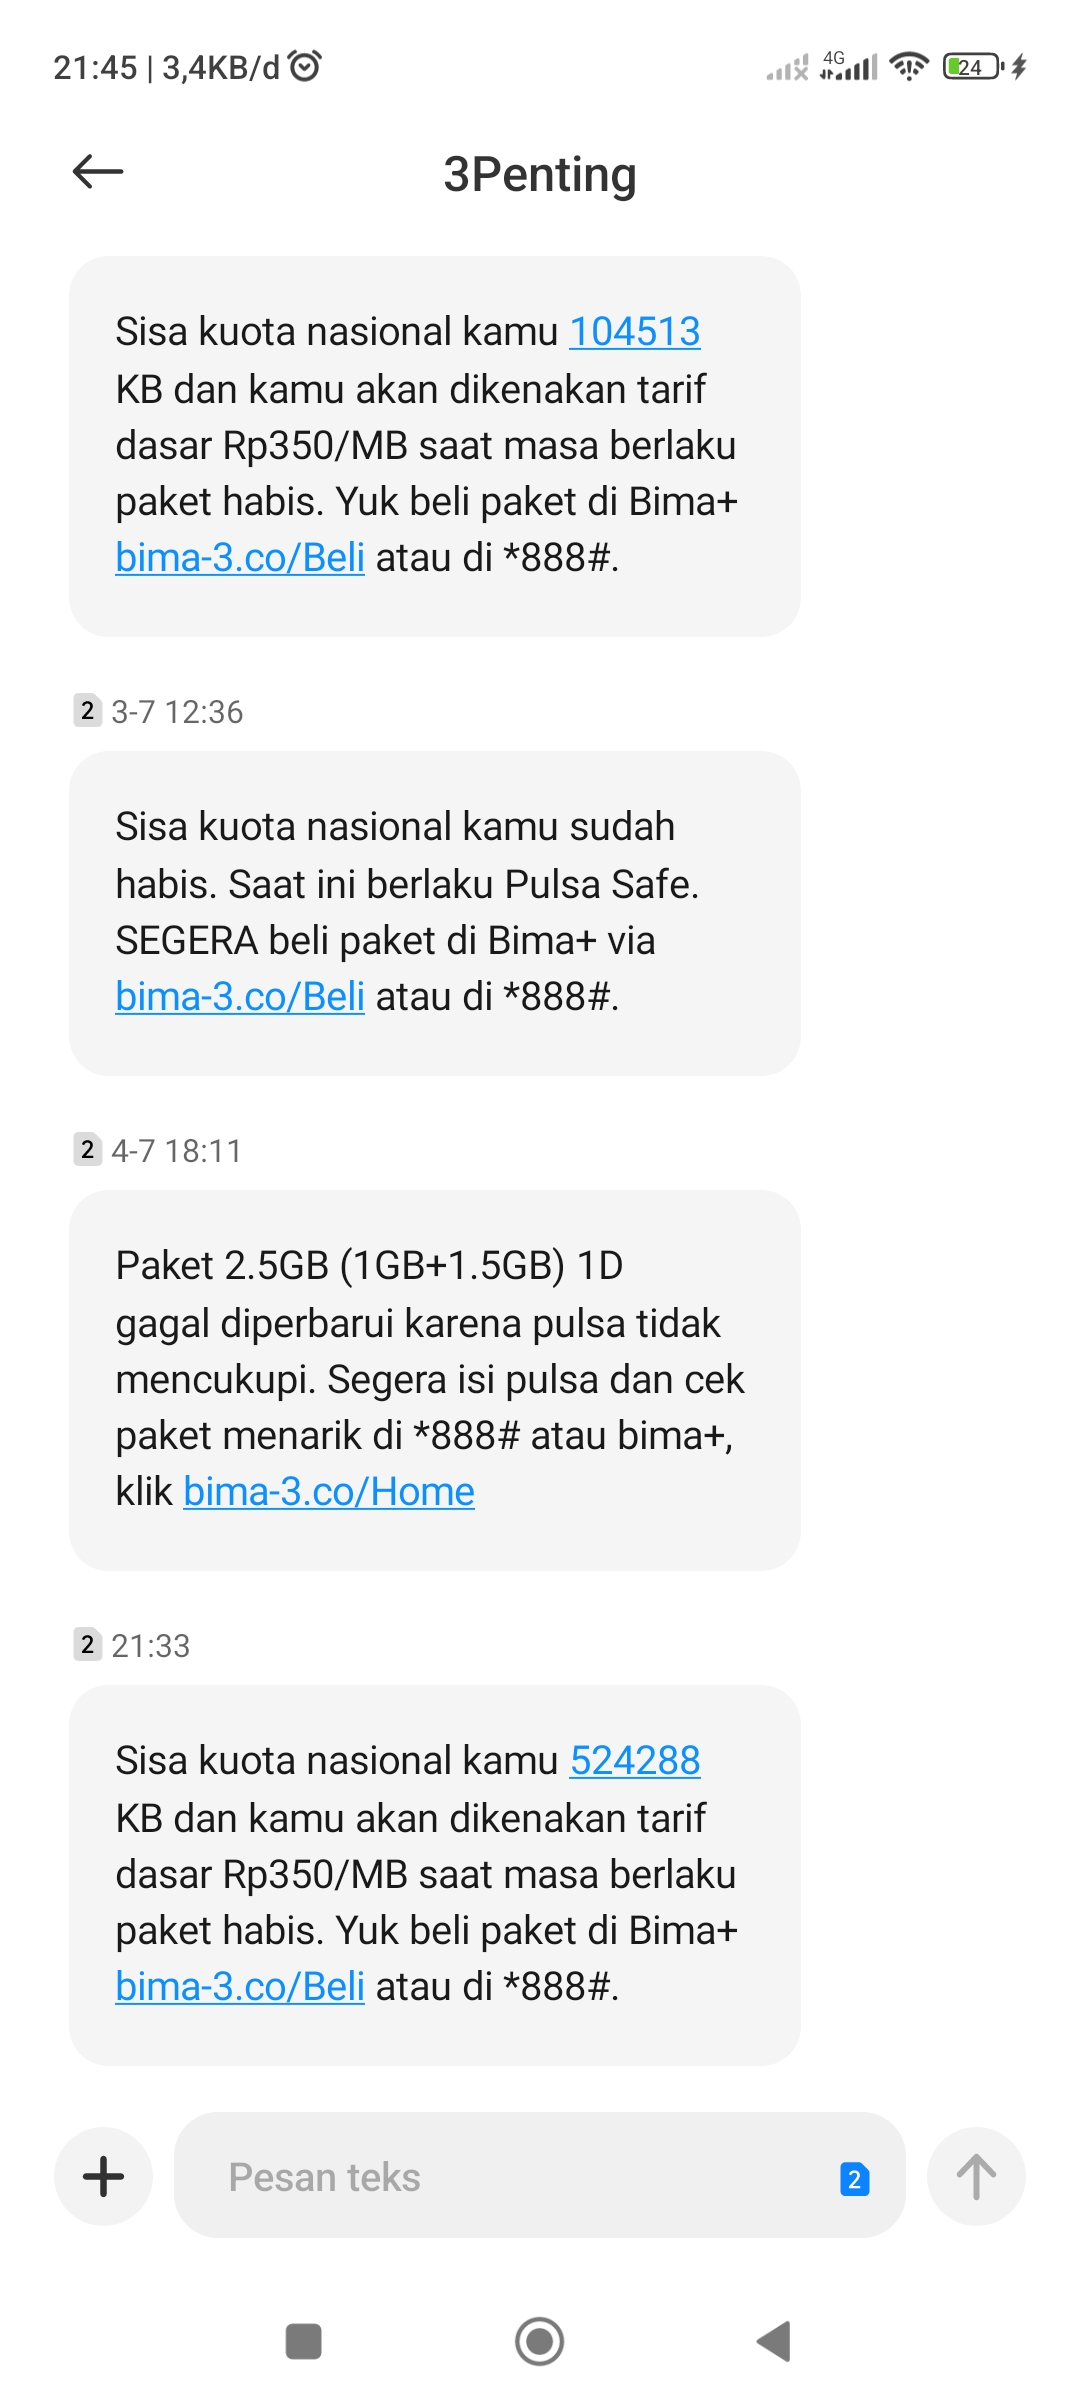 21:45 | 3,4KB/d
4G
24
3Penting
Sisa kuota nasional kamu 104513
KB dan kamu akan dikenakan tarif
dasar Rp350/MB saat masa berlaku
paket habis. Yuk beli paket di Bima+
bima-3.co/Beli atau di *888#.
2 3-7 12:36
Sisa kuota nasional kamu sudah
habis. Saat ini berlaku Pulsa Safe.
SEGERA beli paket di Bima+ via
bima-3.co/Beli atau di *888#.
2 4-7 18:11
Paket 2.5GB (1GB+1.5GB) 1D
gagal diperbarui karena pulsa tidak
mencukupi. Segera isi pulsa dan cek
paket menarik di *888# atau bima+,
klik bima-3.co/Home
2 21:33
Sisa kuota nasional kamu 524288
KB dan kamu akan dikenakan tarif
dasar Rp350/MB saat masa berlaku
paket habis. Yuk beli paket di Bima+
bima-3.co/Beli atau di *888#.
Pesan teks
2